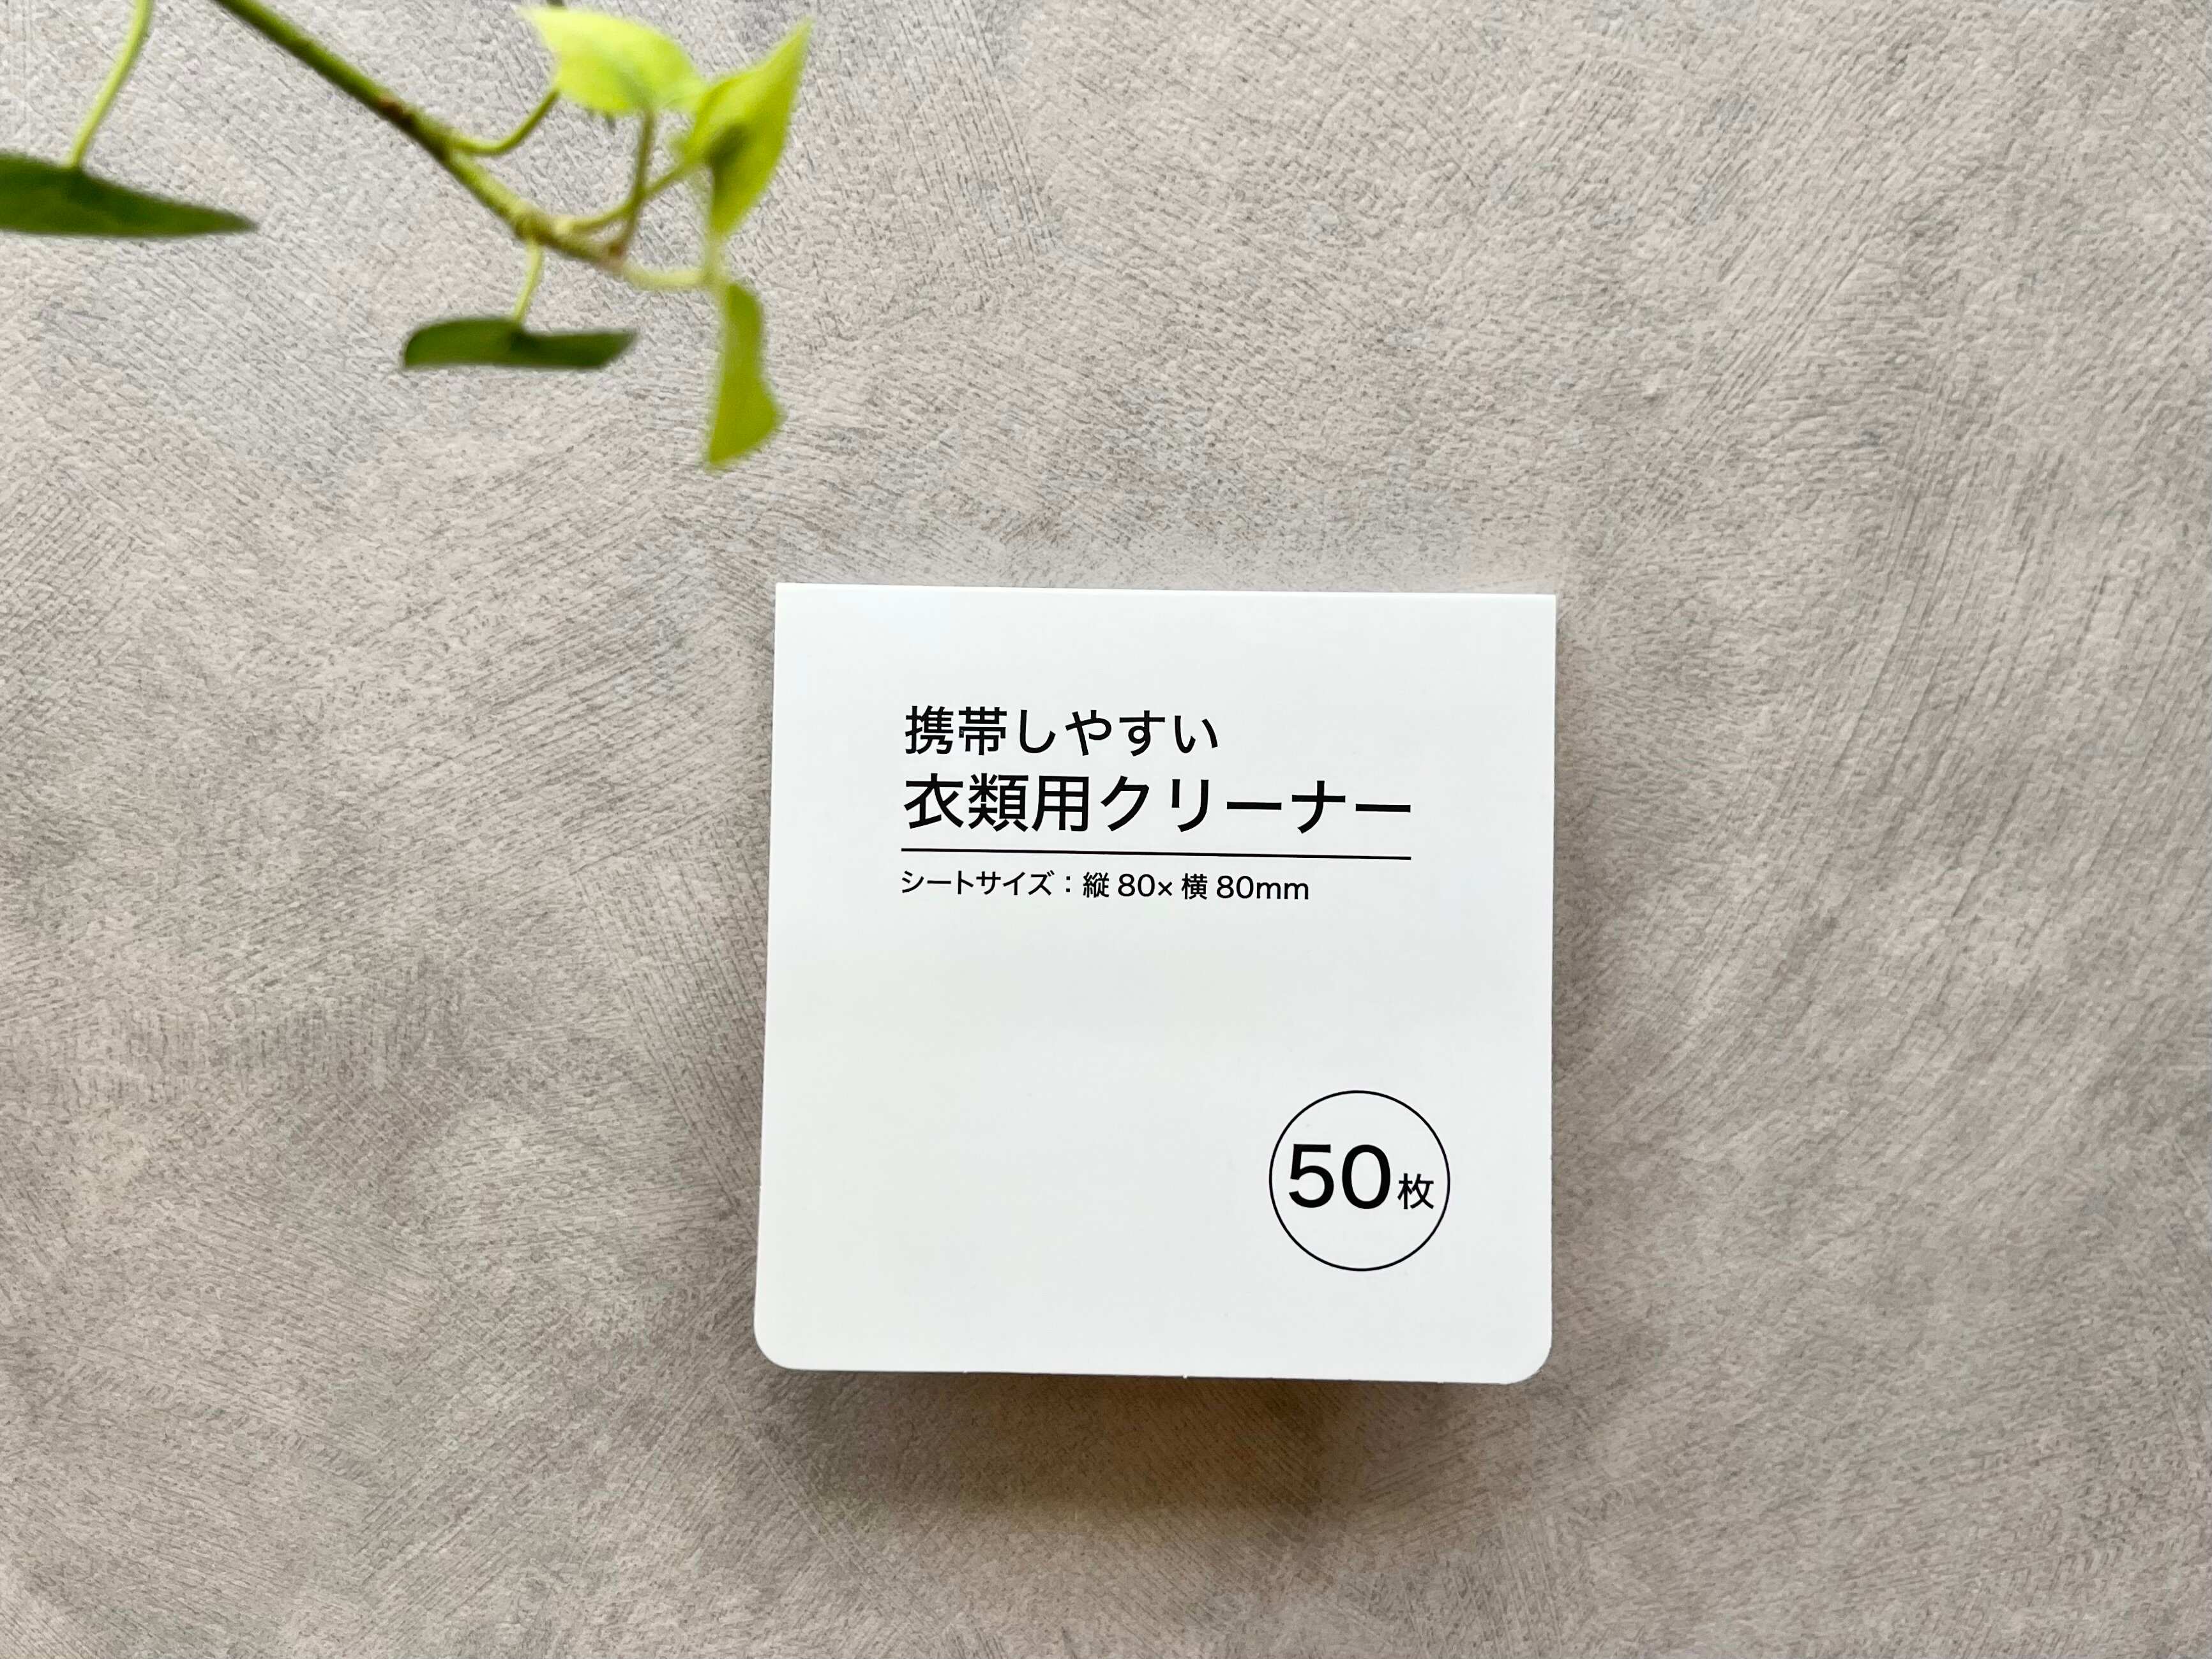 携帯しやすい
衣類用クリーナー
シートサイズ：縦 80× 横 80mm
50枚